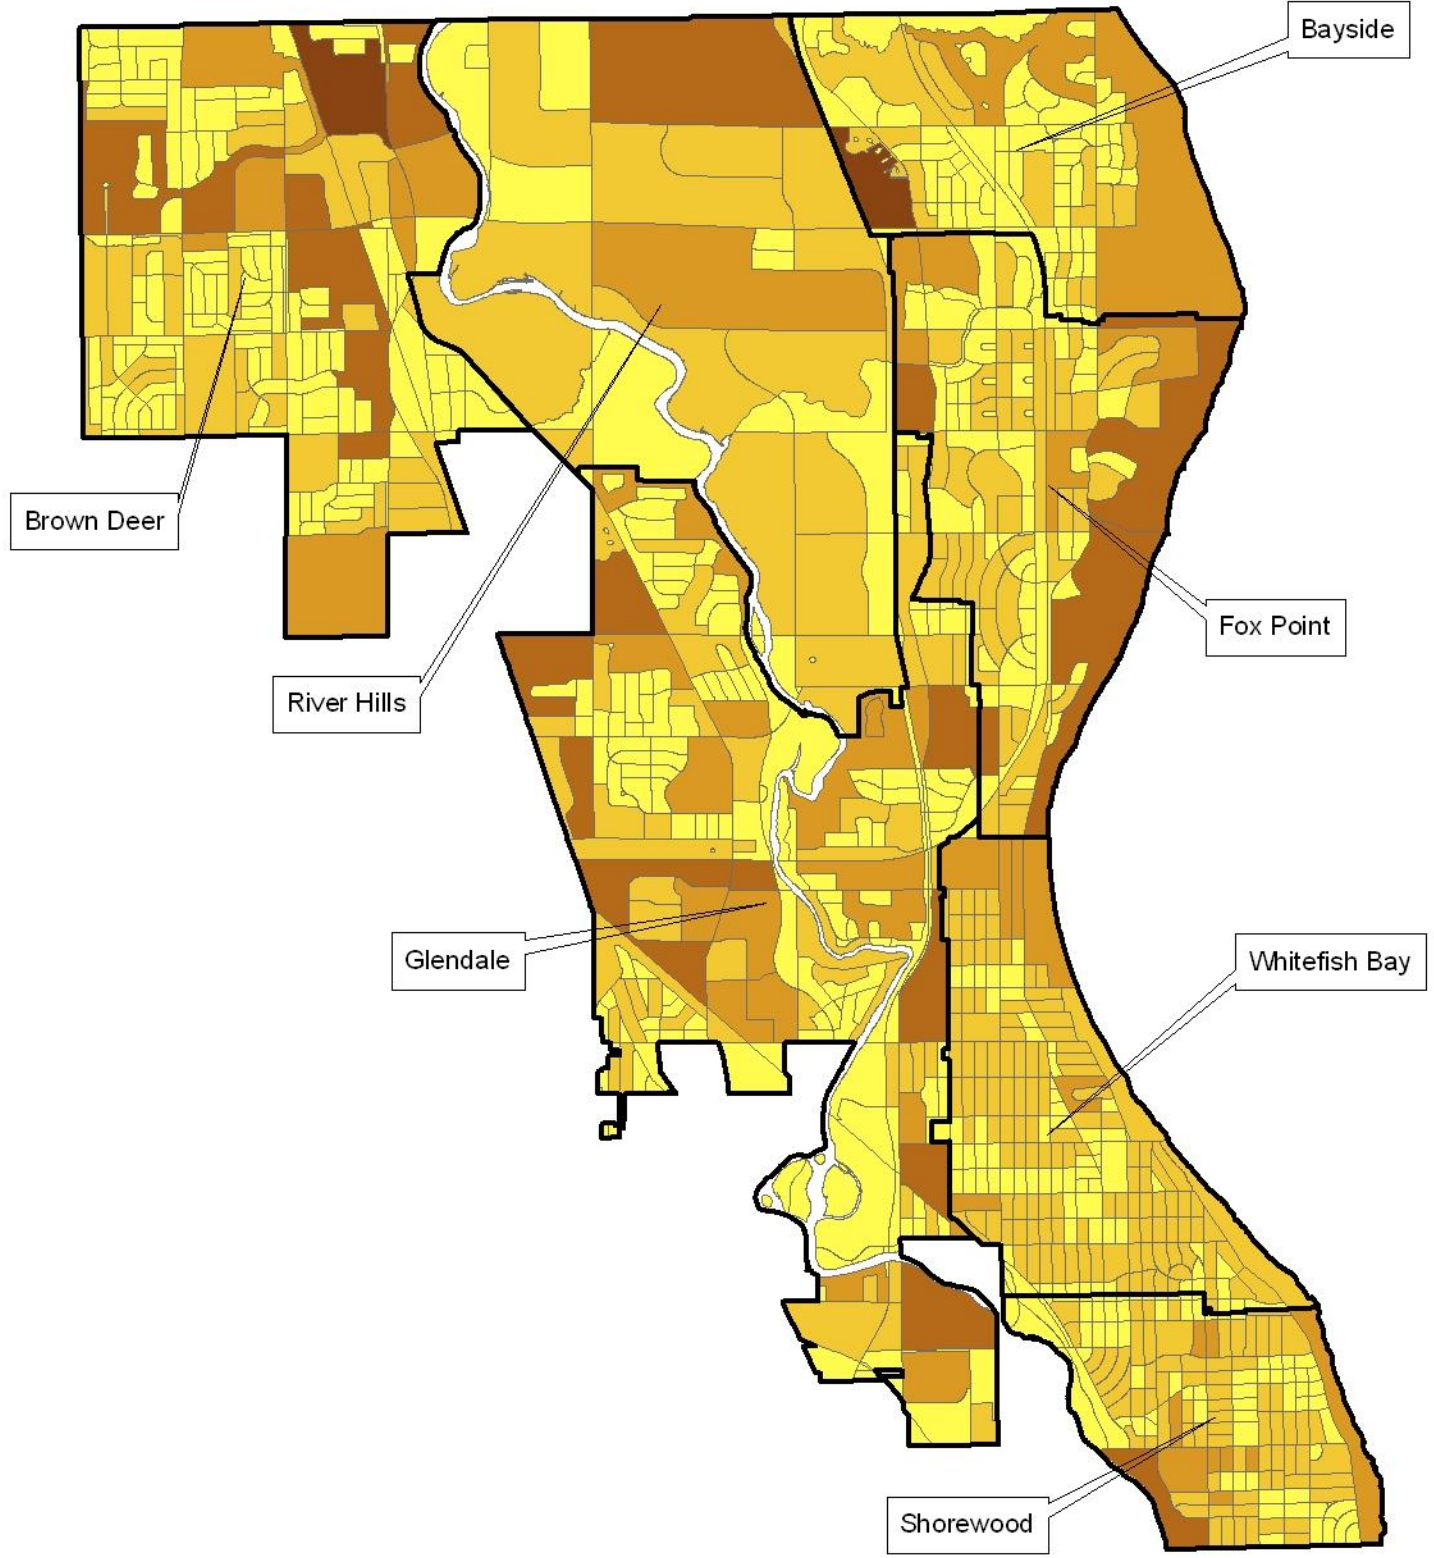 Bayside
Brown Deer
Fox Point
River Hills
Glendale
Whitefish Bay
Shorewood